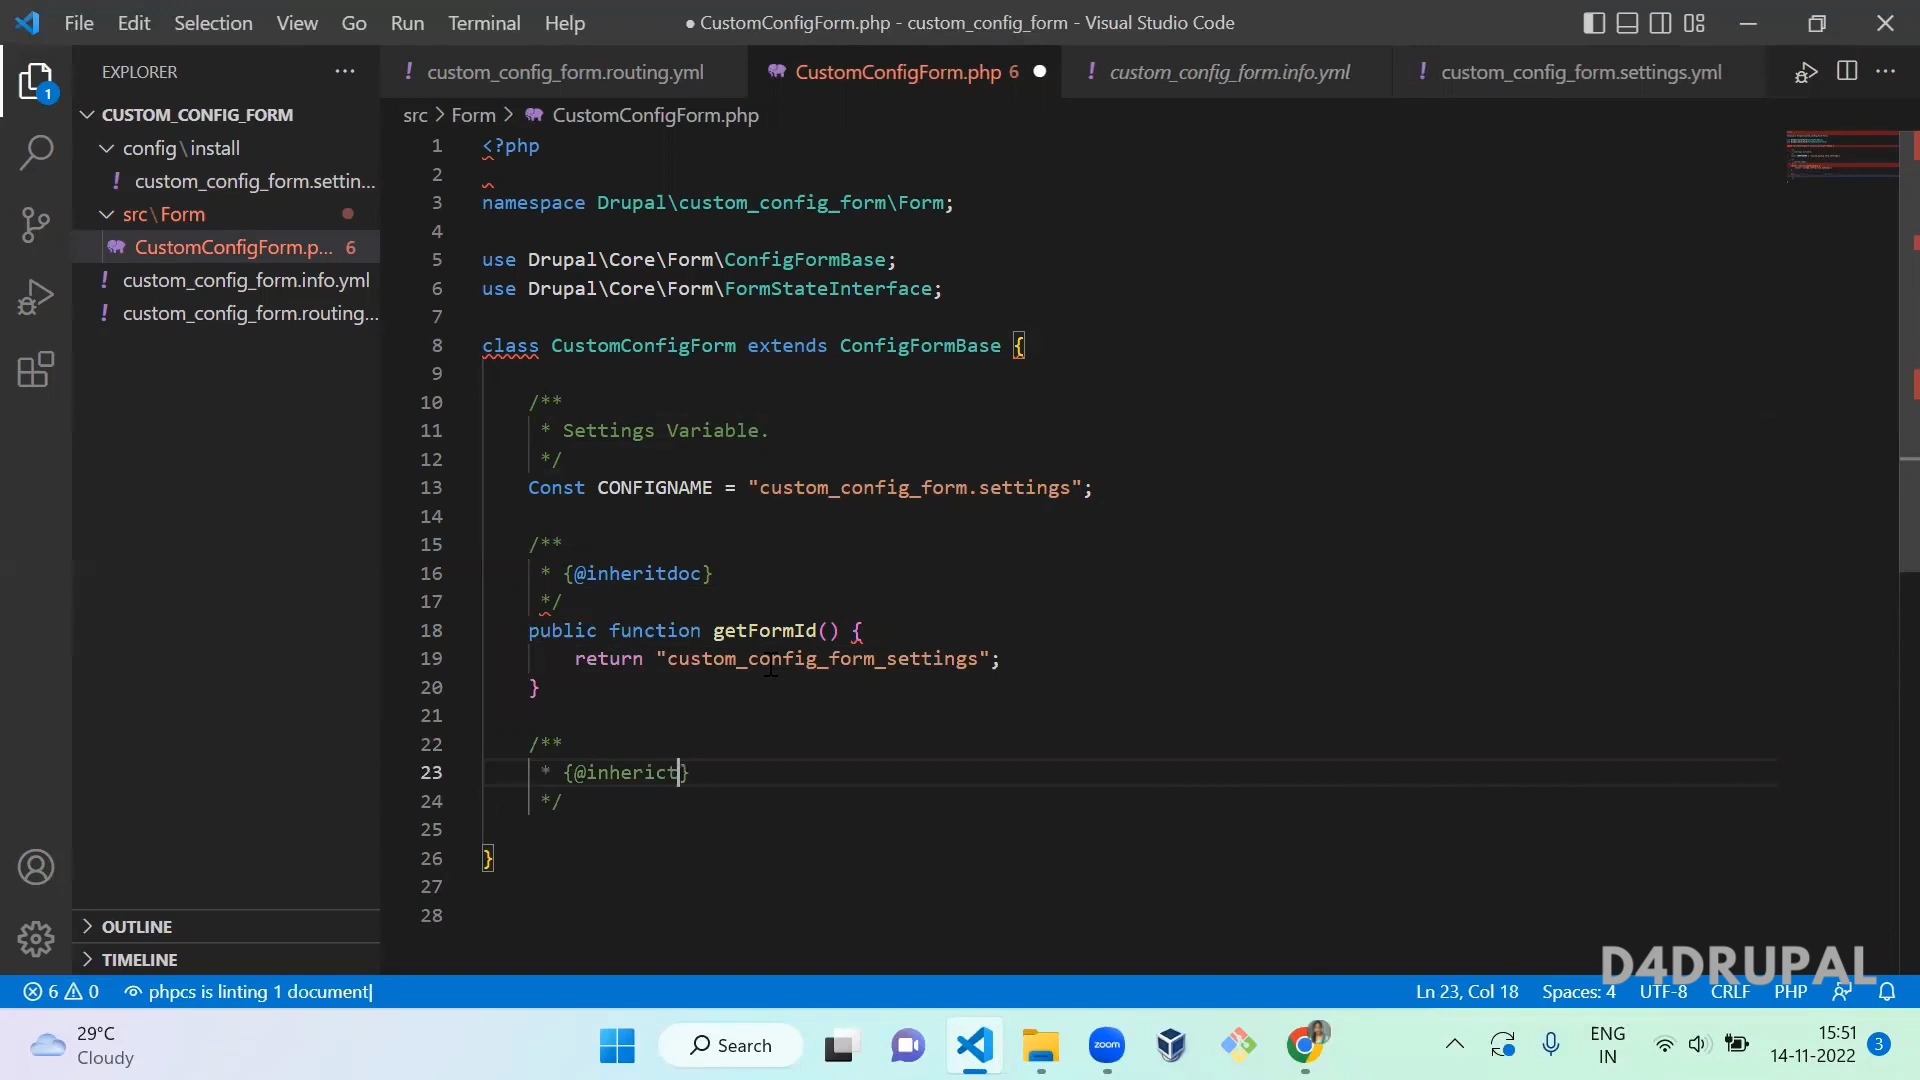 File Edit Selection View Go Run Terminal Help
● CustomConfigForm.php - custom_config_form - Visual Studio Code
EXPLORER
custom_config_form.routing.yml
CustomConfigForm.php 6
custom_config_form.info.yml
custom_config_form.settings.yml
1
CUSTOM_CONFIG_FORM
config\install
custom_config_form.settin...
src\Form
CustomConfigForm.p... 6
custom_config_form.info.yml
custom_config_form.routing...
src > Form > CustomConfigForm.php
1 <?php
2
3 namespace Drupal\custom_config_form\Form;
4
5 use Drupal\Core\Form\ConfigFormBase;
6 use Drupal\Core\Form\FormStateInterface;
7
8 class CustomConfigForm extends ConfigFormBase {
9
10 /**
11 * Settings Variable.
12 */
13 Const CONFIGNAME = "custom_config_form.settings";
14
15 /**
16 * {@inheritdoc}
17 */
18 public function getFormId() {
19 return "custom_config_form_settings";
20 }
21
22 /**
23 * {@inherict}
24 */
25
26 }
27
28
OUTLINE
TIMELINE
D4DRUPAL
6 0 phpcs is linting 1 document|
Ln 23, Col 18 Spaces: 4 UTF-8 CRLF PHP
29°C
Cloudy
Search
zoom
ENG
IN
15:51
14-11-2022
3